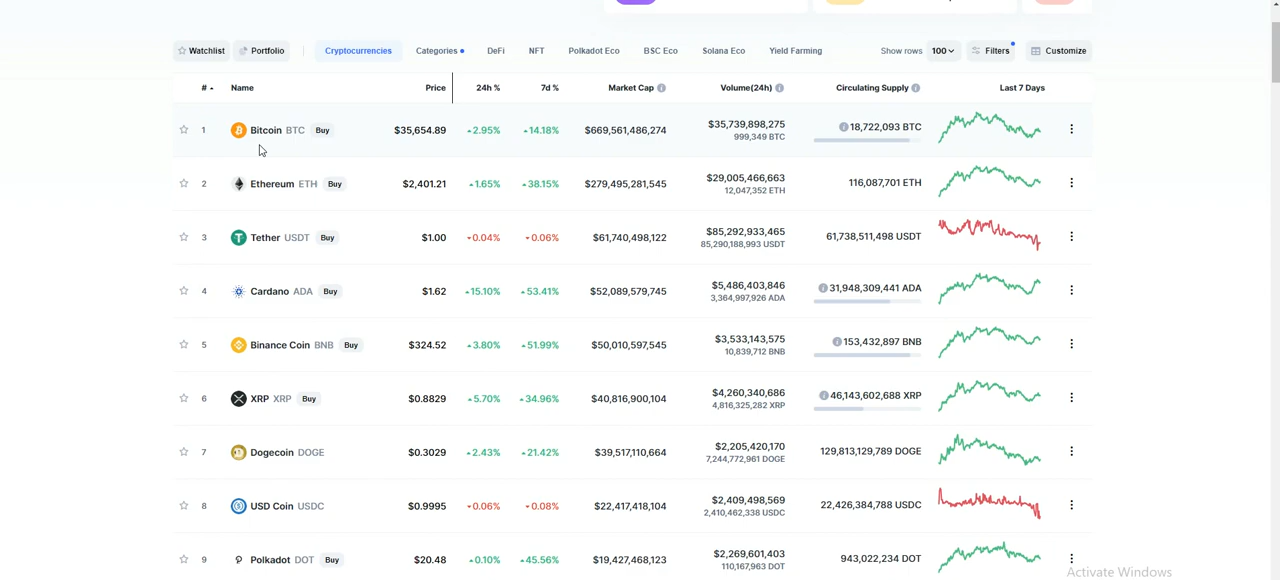 Watchlist Portfolio Cryptocurrencies Categories DeFi NFT Polkadot Eco BSC Eco Solana Eco Yield Farming Show rows 100 Filters Customize
# Name Price 24h % 7d % Market Cap Volume(24h) Circulating Supply Last 7 Days
1 Bitcoin BTC Buy $35,654.89 2.95% 14.18% $669,561,486,274 $35,739,898,275 18,722,093 BTC
999,349 BTC
2 Ethereum ETH Buy $2,401.21 1.65% 38.15% $279,495,281,545 $29,005,466,663 116,087,701 ETH
12,047,352 ETH
3 Tether USDT Buy $1.00 0.04% 0.06% $61,740,498,122 $85,292,933,465 61,738,511,498 USDT
85,290,188,993 USDT
4 Cardano ADA Buy $1.62 15.10% 53.41% $52,089,579,745 $5,486,403,846 31,948,309,441 ADA
3,364,997,926 ADA
5 Binance Coin BNB Buy $324.52 3.80% 51.99% $50,010,597,545 $3,533,143,575 153,432,897 BNB
10,839,712 BNB
6 XRP XRP Buy $0.8829 5.70% 34.96% $40,816,900,104 $4,260,340,686 46,143,602,688 XRP
4,816,325,282 XRP
7 Dogecoin DOGE $0.3029 2.43% 21.42% $39,517,110,664 $2,205,420,170 129,813,129,789 DOGE
7,244,772,961 DOGE
8 USD Coin USDC $0.9995 0.06% 0.08% $22,417,418,104 $2,409,498,569 22,426,384,788 USDC
2,410,462,338 USDC
9 Polkadot DOT Buy $20.48 0.10% 45.56% $19,427,468,123 $2,269,601,403 943,022,234 DOT
110,167,963 DOT
Activate Windows